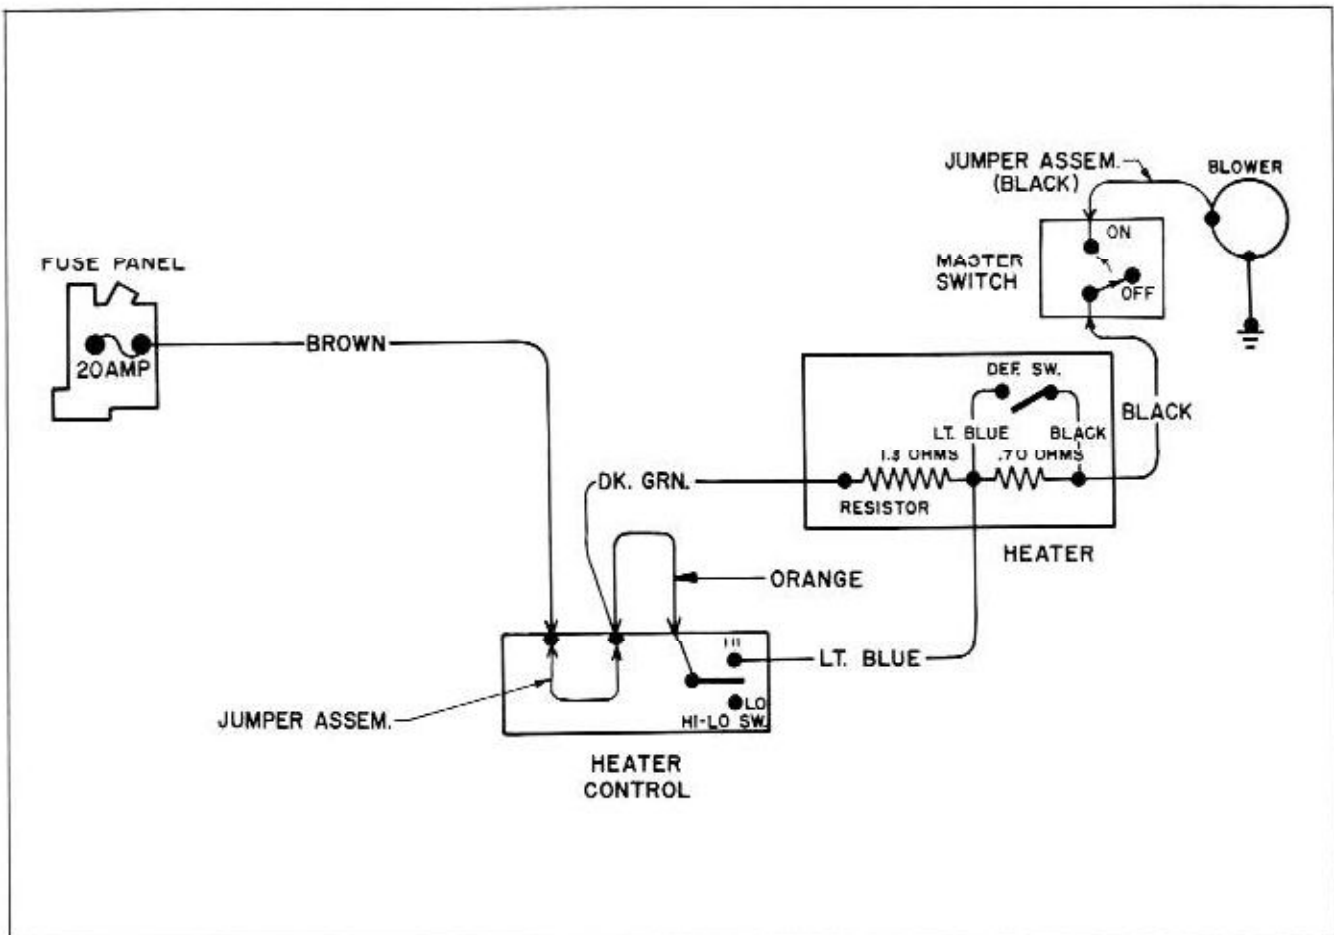 JUMPER ASSEM.
(BLACK)
BLOWER
ON
MASTER
SWITCH
OFF
FUSE PANEL
20AMP
BROWN
DEF. SW.
BLACK
LT. BLUE
BLACK
1.3 OHMS
.70 OHMS
DK. GRN.
RESISTOR
HEATER
ORANGE
HI
LT. BLUE
LO
HI-LO SW.
JUMPER ASSEM.
HEATER
CONTROL